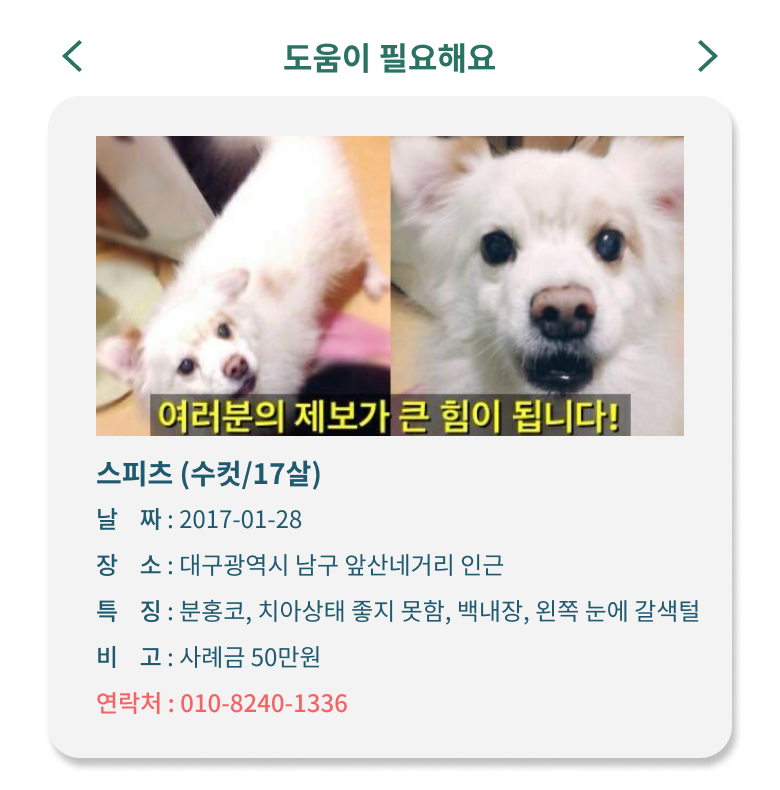 도움이 필요해요
여러분의 제보가 큰 힘이 됩니다!
스피츠 (수컷/17살)
날 짜 : 2017-01-28
장 소 : 대구광역시 남구 앞산네거리 인근
특 징 : 분홍코, 치아상태 좋지 못함, 백내장, 왼쪽 눈에 갈색털
비 고 : 사례금 50만원
연락처 : 010-8240-1336